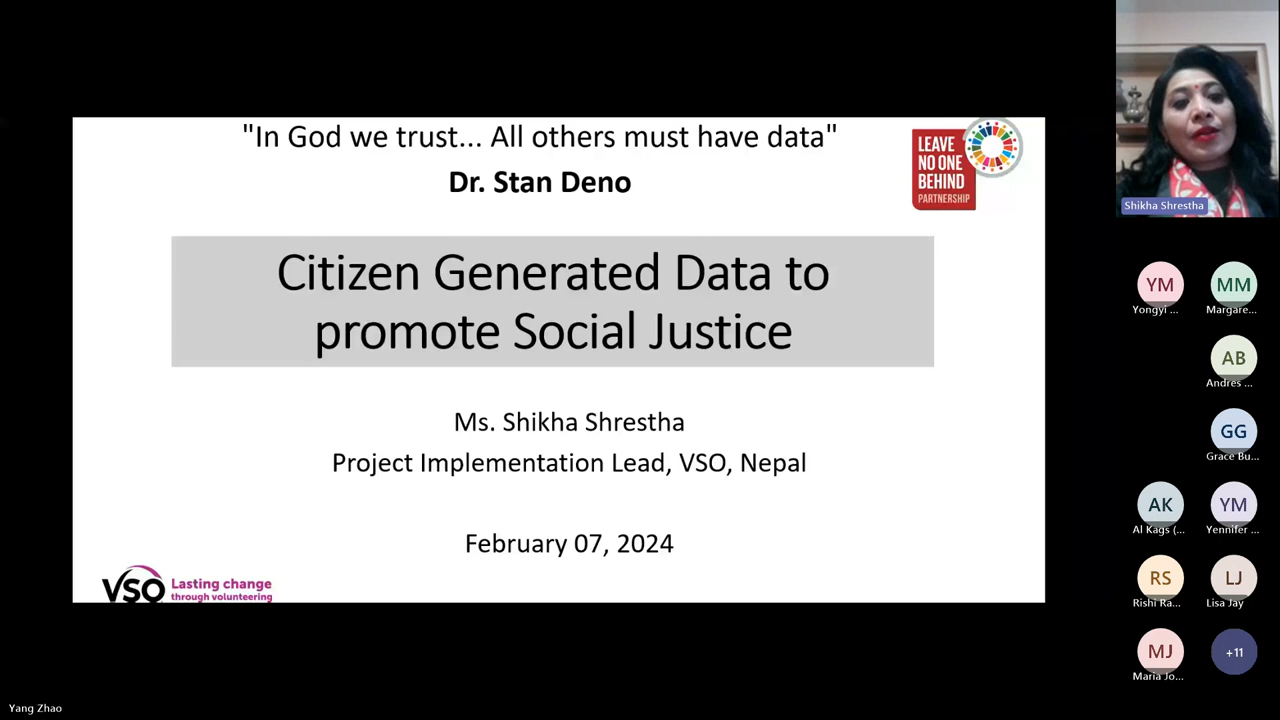 "In God we trust... All others must have data"
Dr. Stan Deno
LEAVE
NO ONE
BEHIND
PARTNERSHIP
Citizen Generated Data to
promote Social Justice
Ms. Shikha Shrestha
Project Implementation Lead, VSO, Nepal
February 07, 2024
VSO
Lasting change
through volunteering
Shikha Shrestha
YM
MM
Yongyi ...
Margare...
AB
Andres ...
GG
Grace Bu...
AK
YM
Al Kags (...
Yennifer ...
RS
LJ
Rishi Ra...
Lisa Jay
MJ
+11
Maria Jo...
Yang Zhao